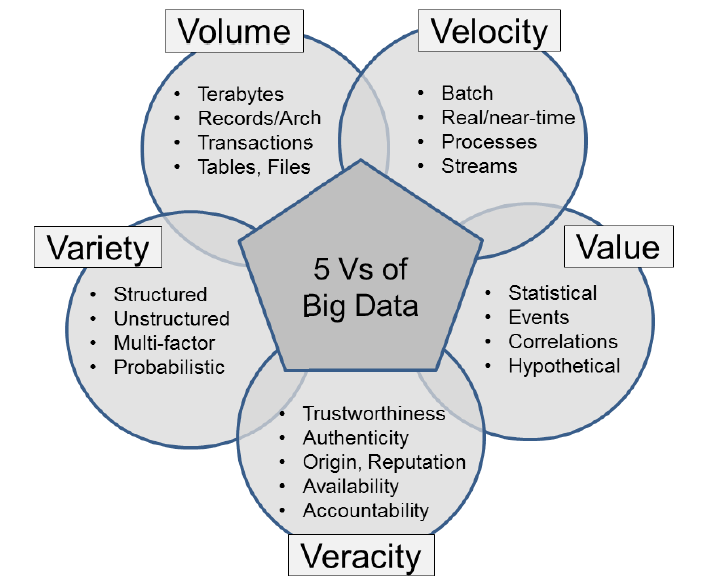 Volume
• Terabytes
• Records/Arch
• Transactions
• Tables, Files
Velocity
• Batch
• Real/near-time
• Processes
• Streams
Variety
• Structured
• Unstructured
• Multi-factor
• Probabilistic
5 Vs of
Big Data
Value
• Statistical
• Events
• Correlations
• Hypothetical
• Trustworthiness
• Authenticity
• Origin, Reputation
• Availability
• Accountability
Veracity